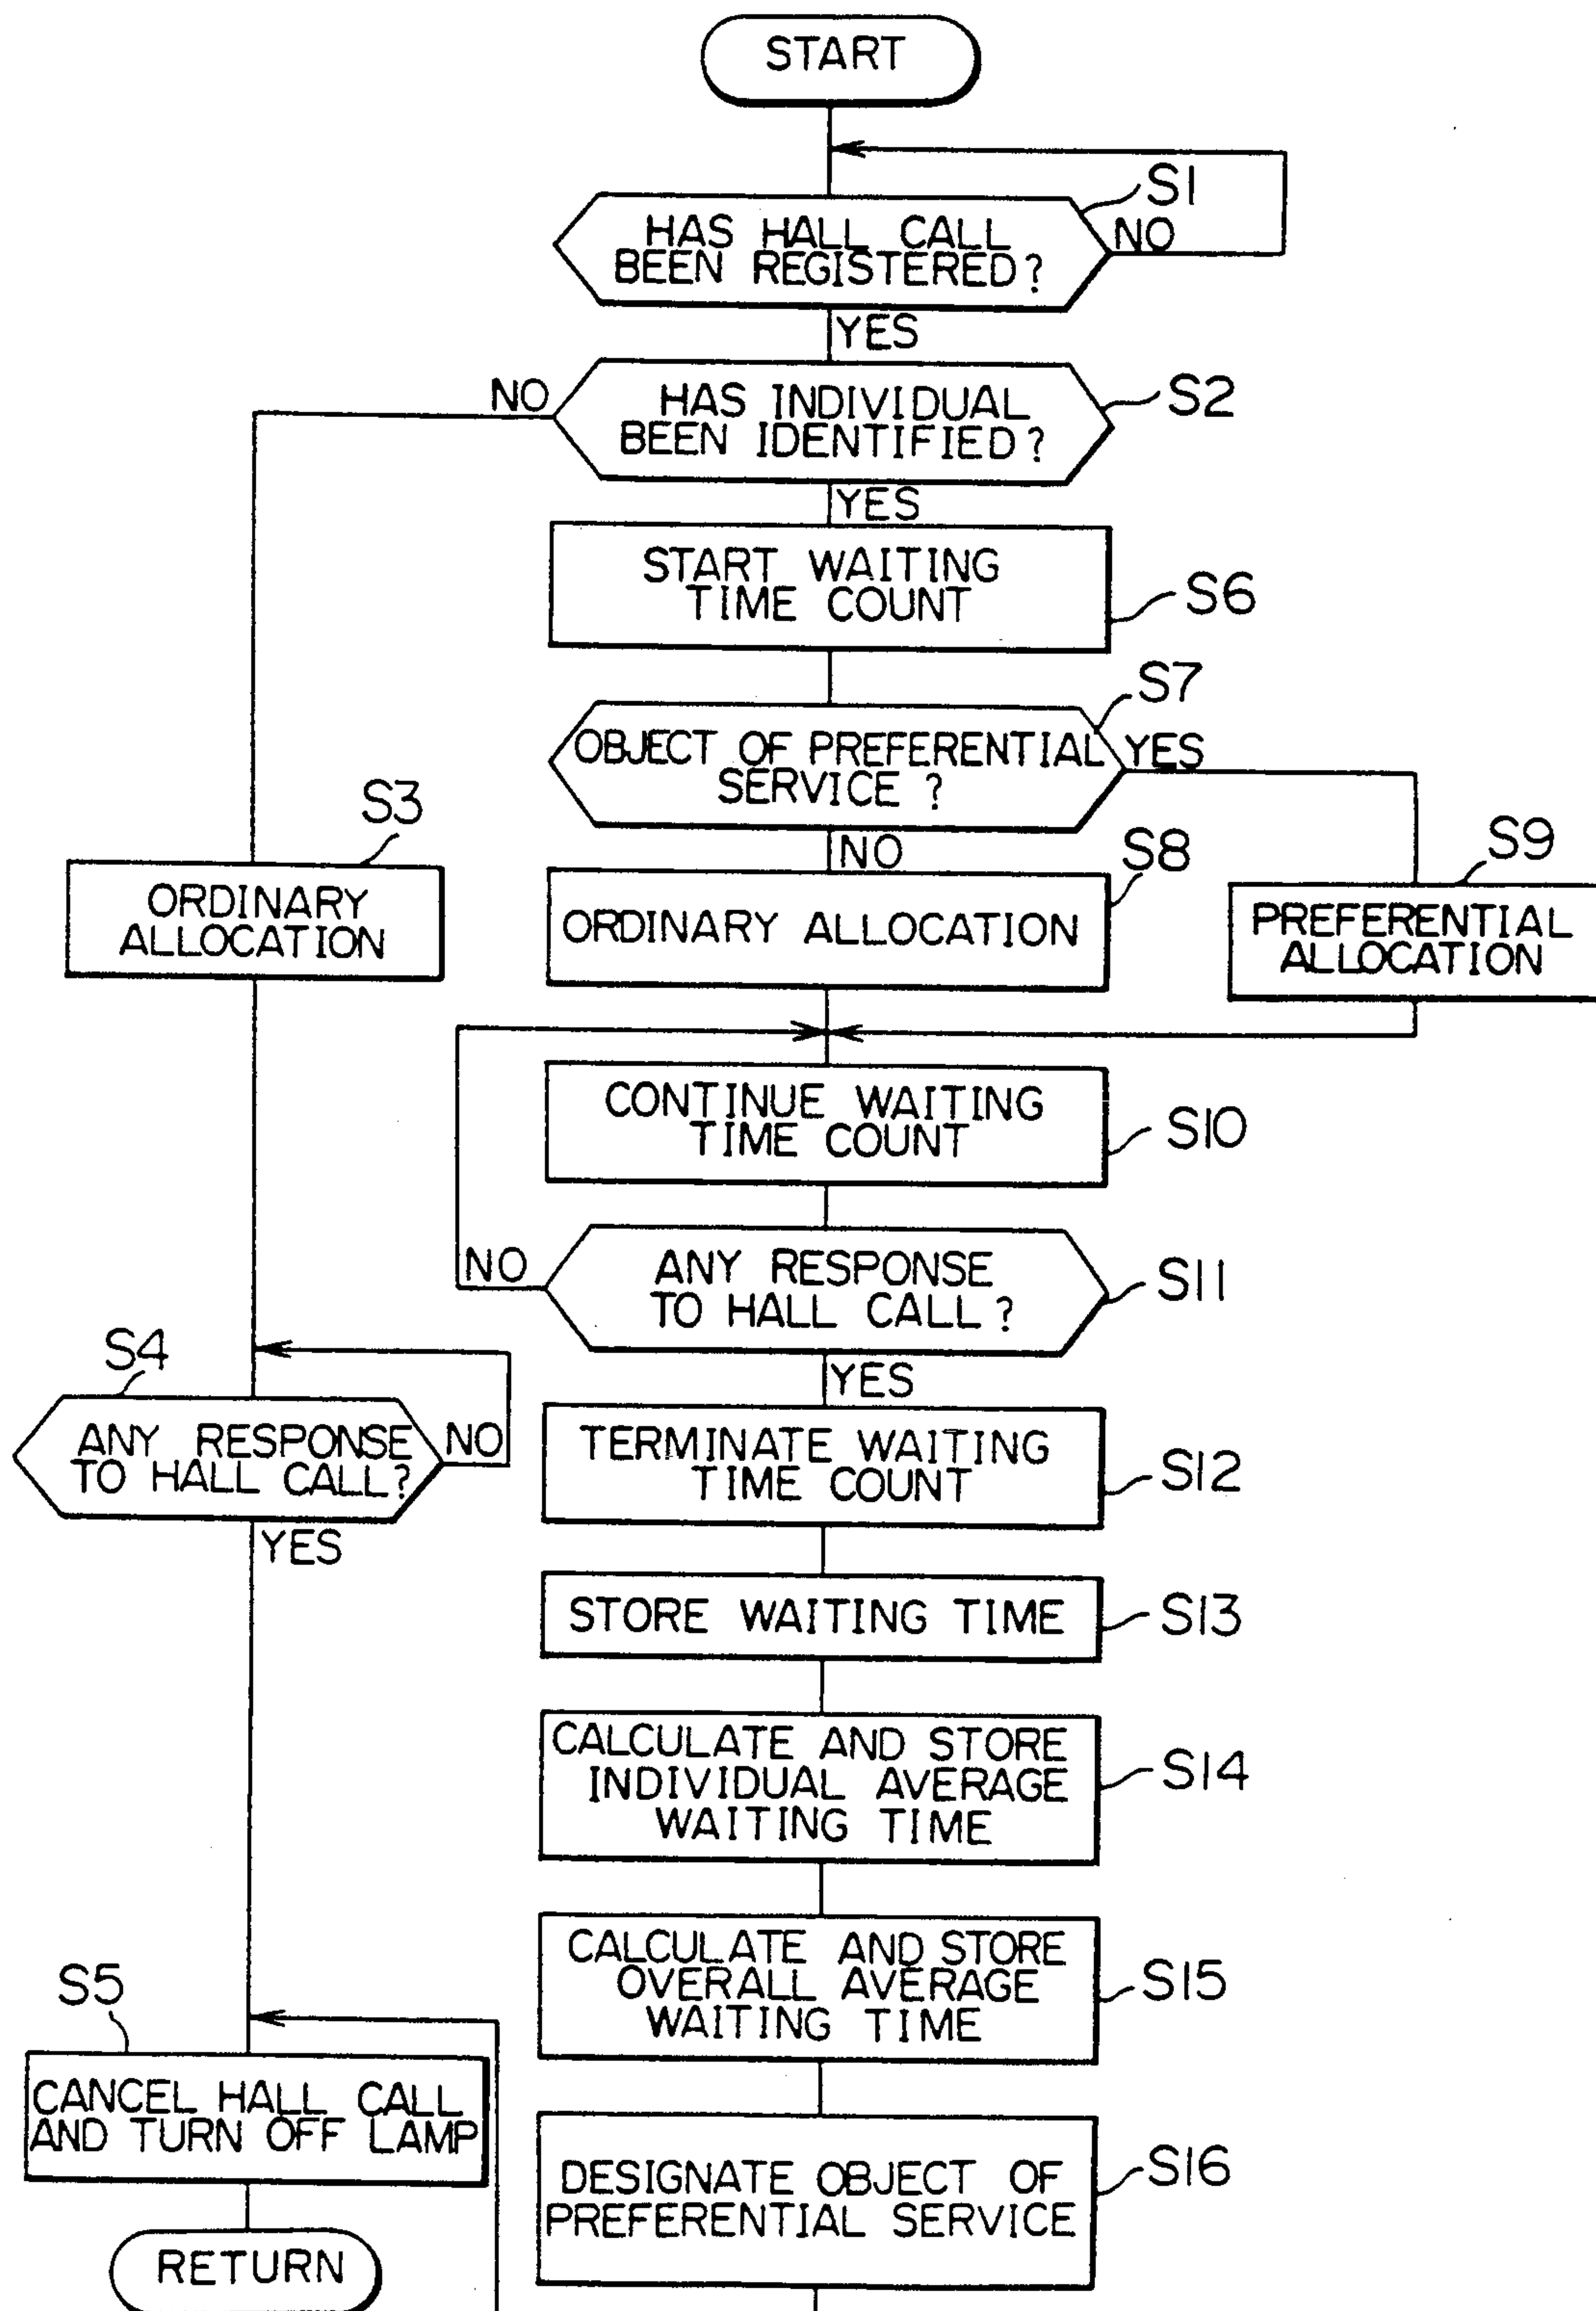 START
S1
HAS HALL CALL
BEEN REGISTERED?
NO
YES
NO
HAS INDIVIDUAL
BEEN IDENTIFIED?
S2
YES
START WAITING
TIME COUNT
S6
S7
OBJECT OF PREFERENTIAL
SERVICE ?
YES
NO
S3
ORDINARY
ALLOCATION
S8
ORDINARY ALLOCATION
S9
PREFERENTIAL
ALLOCATION
CONTINUE WAITING
TIME COUNT
S10
NO
ANY RESPONSE
TO HALL CALL?
S11
YES
S4
ANY RESPONSE
TO HALL CALL?
NO
YES
TERMINATE WAITING
TIME COUNT
S12
STORE WAITING TIME
S13
CALCULATE AND STORE
INDIVIDUAL AVERAGE
WAITING TIME
S14
CALCULATE AND STORE
OVERALL AVERAGE
WAITING TIME
S15
S5
CANCEL HALL CALL
AND TURN OFF LAMP
DESIGNATE OBJECT OF
PREFERENTIAL SERVICE
S16
RETURN